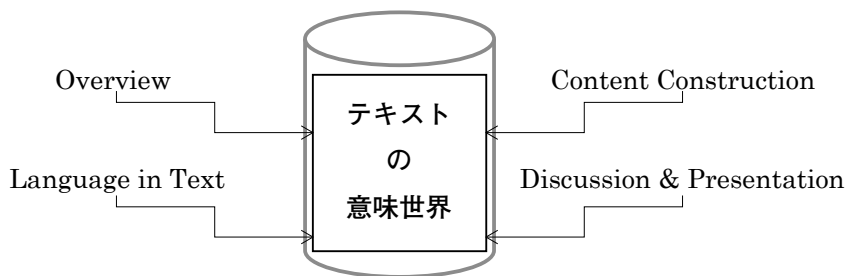 Overview
Content Construction
テキスト
の
意味世界
Language in Text
Discussion & Presentation